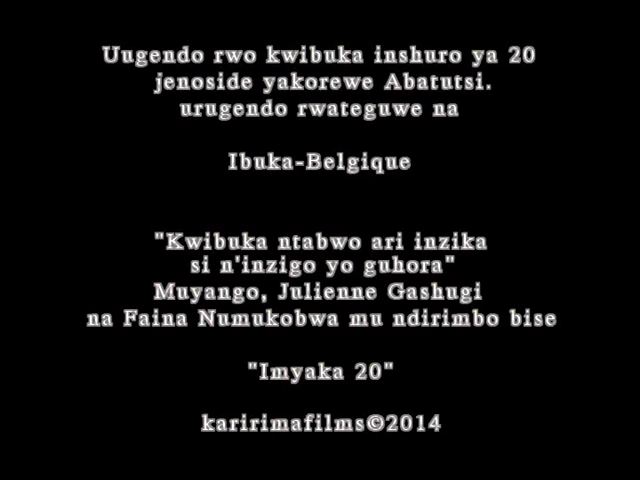 Uugendo rwo kwibuka inshuro ya 20
jenoside yakorewe Abatutsi.
urugendo rwateguwe na
Ibuka-Belgique
"Kwibuka ntabwo ari inzika
si n'inzigo yo guhora"
Muyango, Julienne Gashugi
na Faina Numukobwa mu ndirimbo bise
"Imyaka 20"
karirimafilms©2014